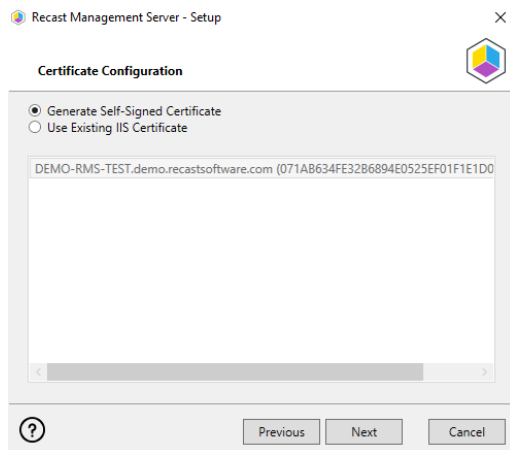 Recast Management Server - Setup
Certificate Configuration
Generate Self-Signed Certificate
Use Existing IIS Certificate
DEMO-RMS-TEST.demo.recastsoftware.com (071AB634FE32B6894E0525EF01F1E1D0
?
Previous Next Cancel